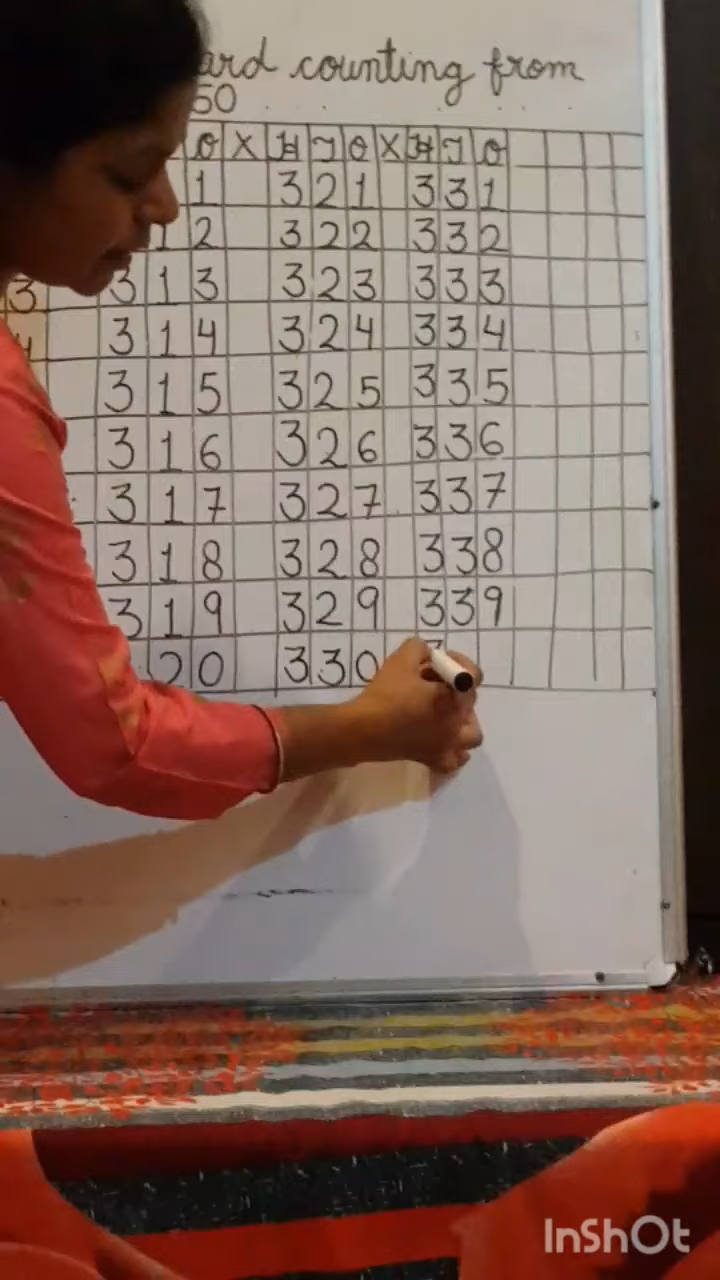 ard counting from
50
O X H T O X H T O
1 3 2 1 3 3 1
1 2 3 2 2 3 3 2
3 3 1 3 3 2 3 3 3 3
4 3 1 4 3 2 4 3 3 4
3 1 5 3 2 5 3 3 5
3 1 6 3 2 6 3 3 6
3 1 7 3 2 7 3 3 7
3 1 8 3 2 8 3 3 8
3 1 9 3 2 9 3 3 9
2 0 3 3 0 3
InShOt